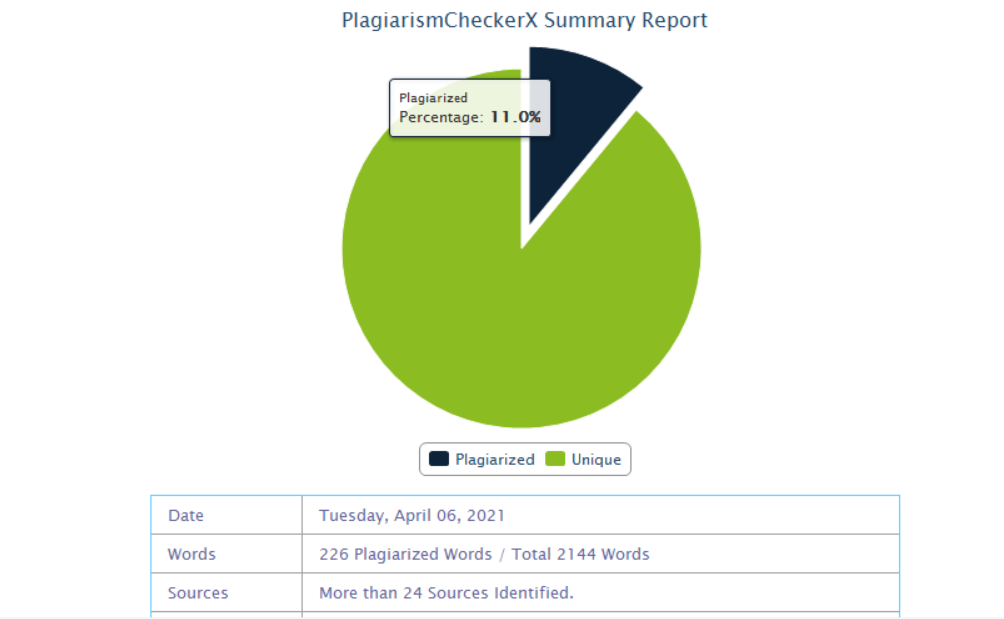 PlagiarismCheckerX Summary Report
Plagiarized
Percentage: 11.0%
Plagiarized Unique
Date Tuesday, April 06, 2021
Words 226 Plagiarized Words / Total 2144 Words
Sources More than 24 Sources Identified.